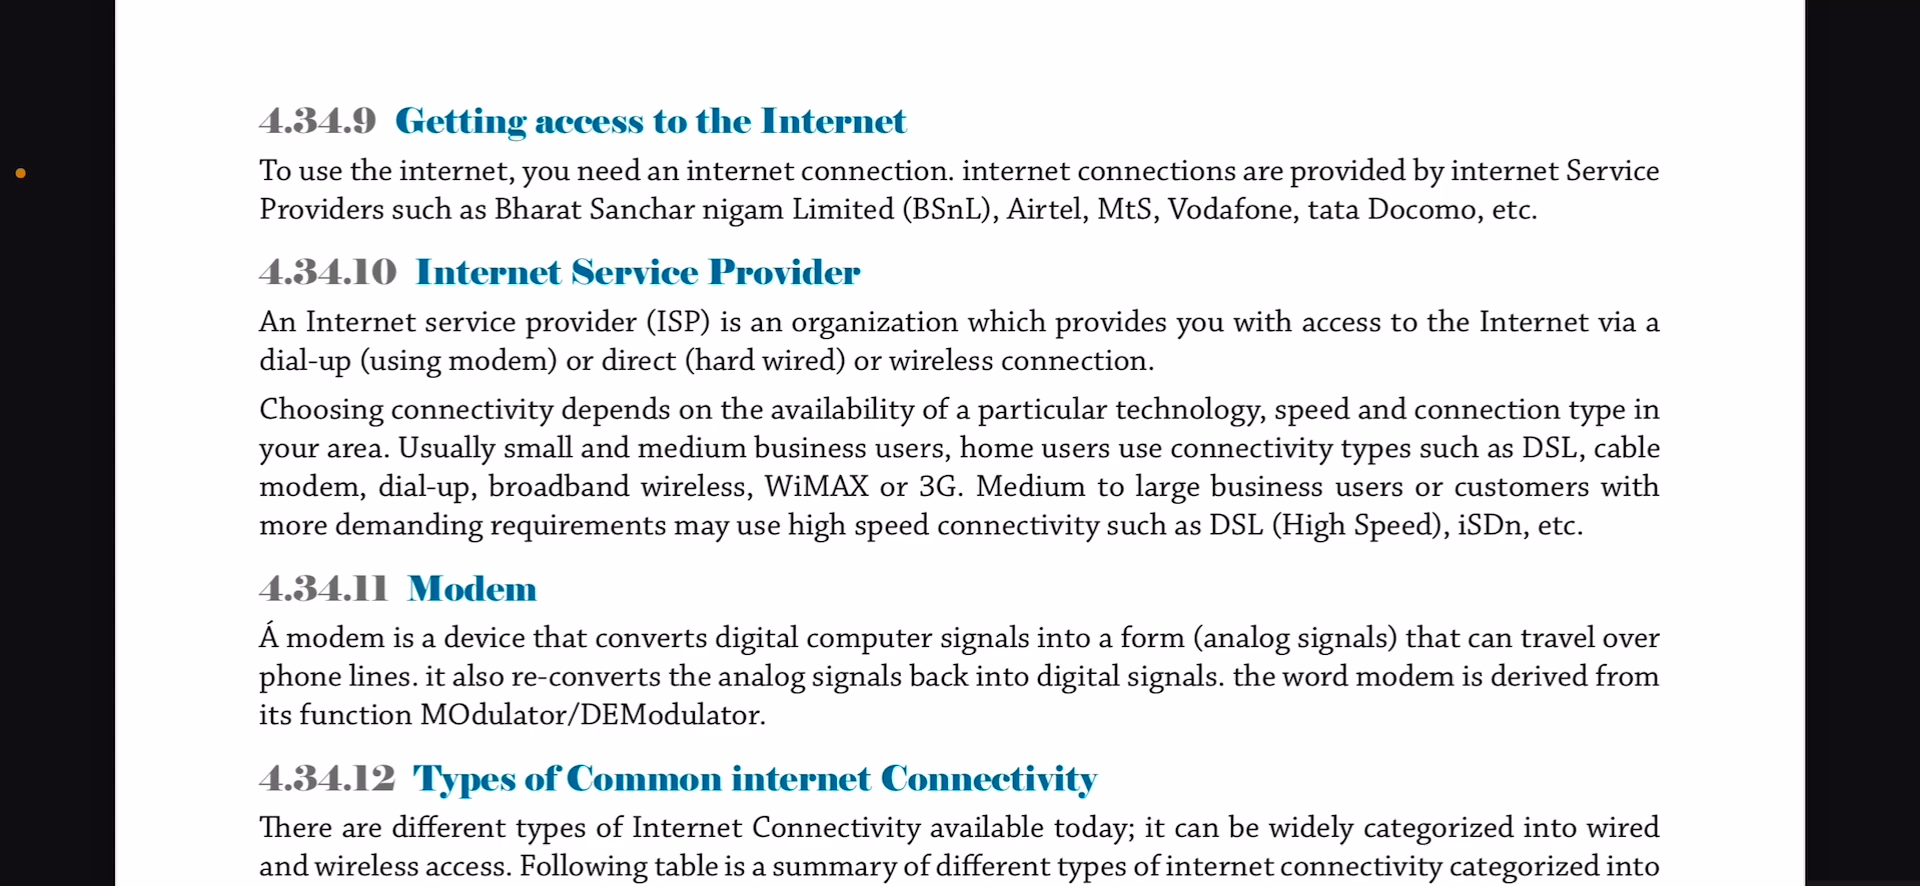 4.34.9 Getting access to the Internet
To use the internet, you need an internet connection. internet connections are provided by internet Service
Providers such as Bharat Sanchar nigam Limited (BSnL), Airtel, MtS, Vodafone, tata Docomo, etc.
4.34.10 Internet Service Provider
An Internet service provider (ISP) is an organization which provides you with access to the Internet via a
dial-up (using modem) or direct (hard wired) or wireless connection.
Choosing connectivity depends on the availability of a particular technology, speed and connection type in
your area. Usually small and medium business users, home users use connectivity types such as DSL, cable
modem, dial-up, broadband wireless, WiMAX or 3G. Medium to large business users or customers with
more demanding requirements may use high speed connectivity such as DSL (High Speed), iSDn, etc.
4.34.11 Modem
Á modem is a device that converts digital computer signals into a form (analog signals) that can travel over
phone lines. it also re-converts the analog signals back into digital signals. the word modem is derived from
its function MOdulator/DEModulator.
4.34.12 Types of Common internet Connectivity
There are different types of Internet Connectivity available today; it can be widely categorized into wired
and wireless access. Following table is a summary of different types of internet connectivity categorized into